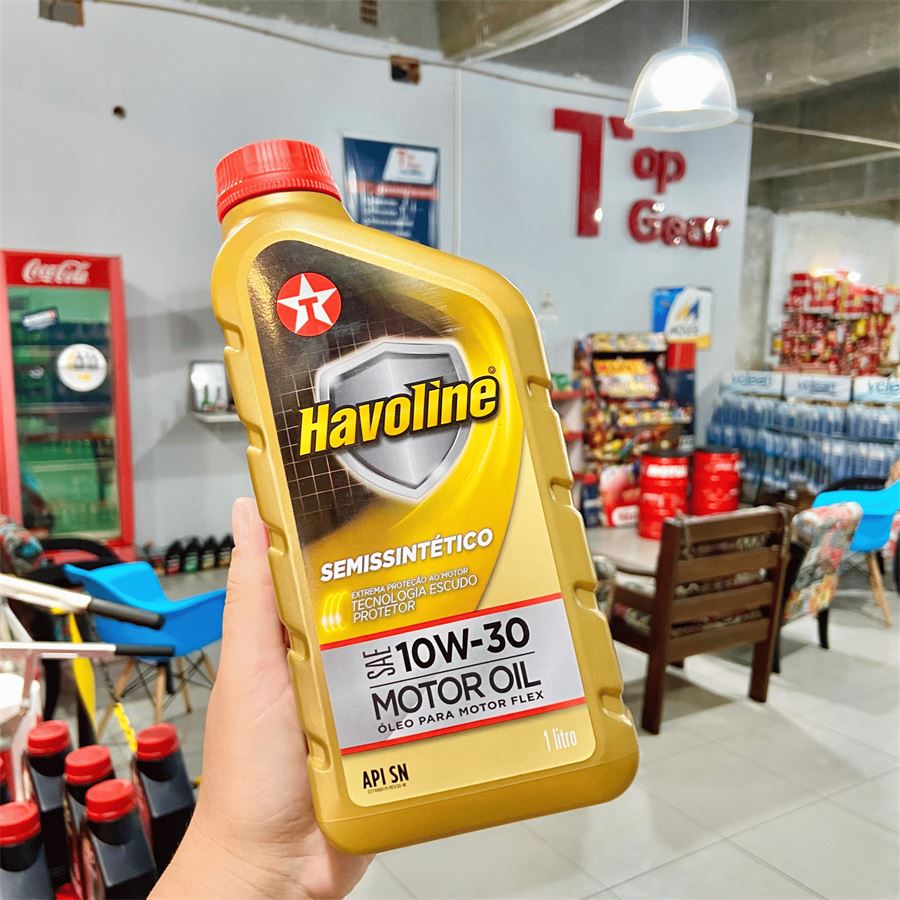 Coca-Cola
Top
Gear
T
Havoline®
SEMISSINTÉTICO
EXTREMA PROTEÇÃO AO MOTOR
TECNOLOGIA ESCUDO
PROTETOR
SAE 10W-30
MOTOR OIL
ÓLEO PARA MOTOR FLEX
1 litro
API SN